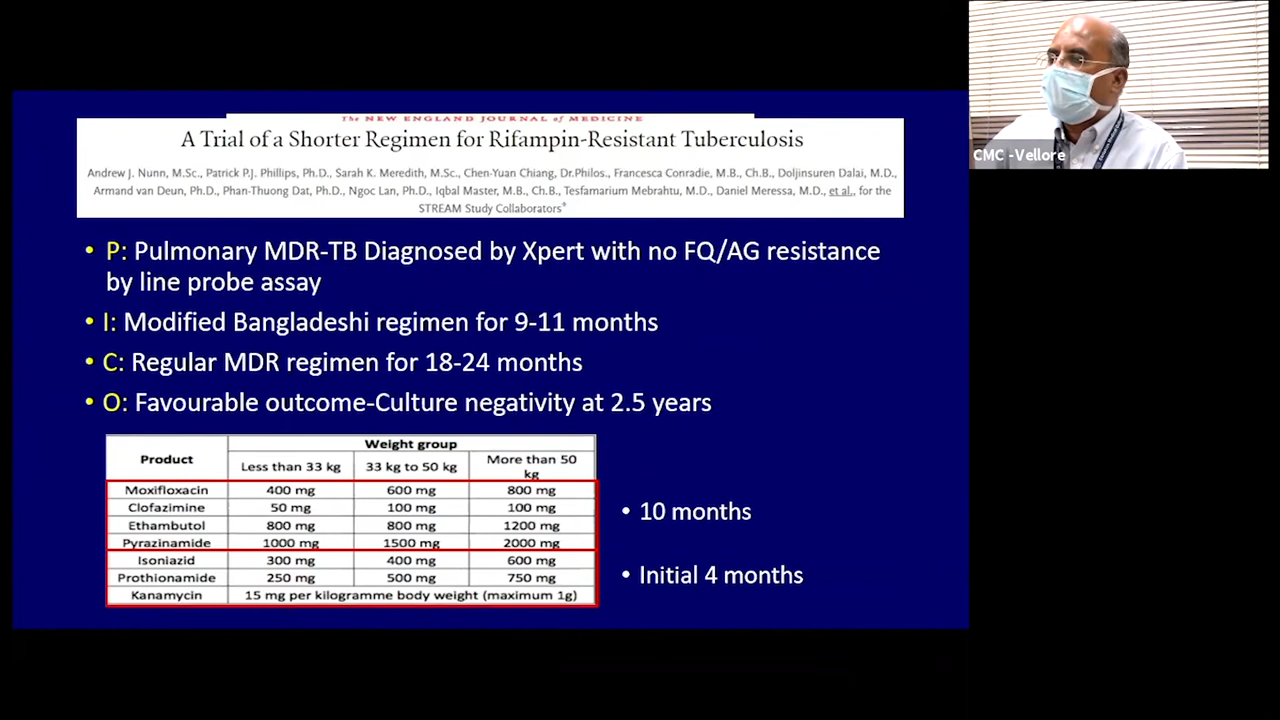 The NEW ENGLAND JOURNAL of MEDICINE
A Trial of a Shorter Regimen for Rifampin-Resistant Tuberculosis
Andrew J. Nunn, M.Sc., Patrick P.J. Phillips, Ph.D., Sarah K. Meredith, M.Sc., Chen-Yuan Chiang, Dr.Philos., Francesca Conradie, M.B., Ch.B., Doljinsuren Dalai, M.D.,
Armand van Deun, Ph.D., Phan-Thuong Dat, Ph.D., Ngoc Lan, Ph.D., Iqbal Master, M.B., Ch.B., Tesfamarium Mebrahtu, M.D., Daniel Meressa, M.D., et al., for the
STREAM Study Collaborators*
CMC -Vellore
• P: Pulmonary MDR-TB Diagnosed by Xpert with no FQ/AG resistance
by line probe assay
• I: Modified Bangladeshi regimen for 9-11 months
• C: Regular MDR regimen for 18-24 months
• O: Favourable outcome-Culture negativity at 2.5 years
Product Weight group
Less than 33 kg 33 kg to 50 kg More than 50
kg
Moxifloxacin 400 mg 600 mg 800 mg
Clofazimine 50 mg 100 mg 100 mg
Ethambutol 800 mg 800 mg 1200 mg
Pyrazinamide 1000 mg 1500 mg 2000 mg
Isoniazid 300 mg 400 mg 600 mg
Prothionamide 250 mg 500 mg 750 mg
Kanamycin 15 mg per kilogramme body weight (maximum 1g)
• 10 months
• Initial 4 months